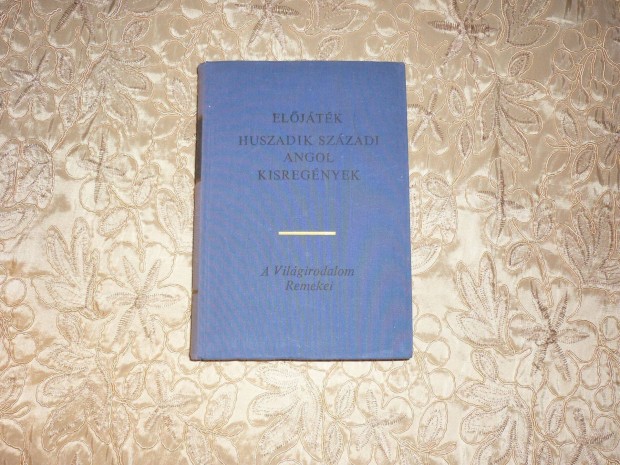 ELŐJÁTÉK
HUSZADIK SZÁZADI
ANGOL
KISREGÉNYEK
A Világirodalom
Remekei